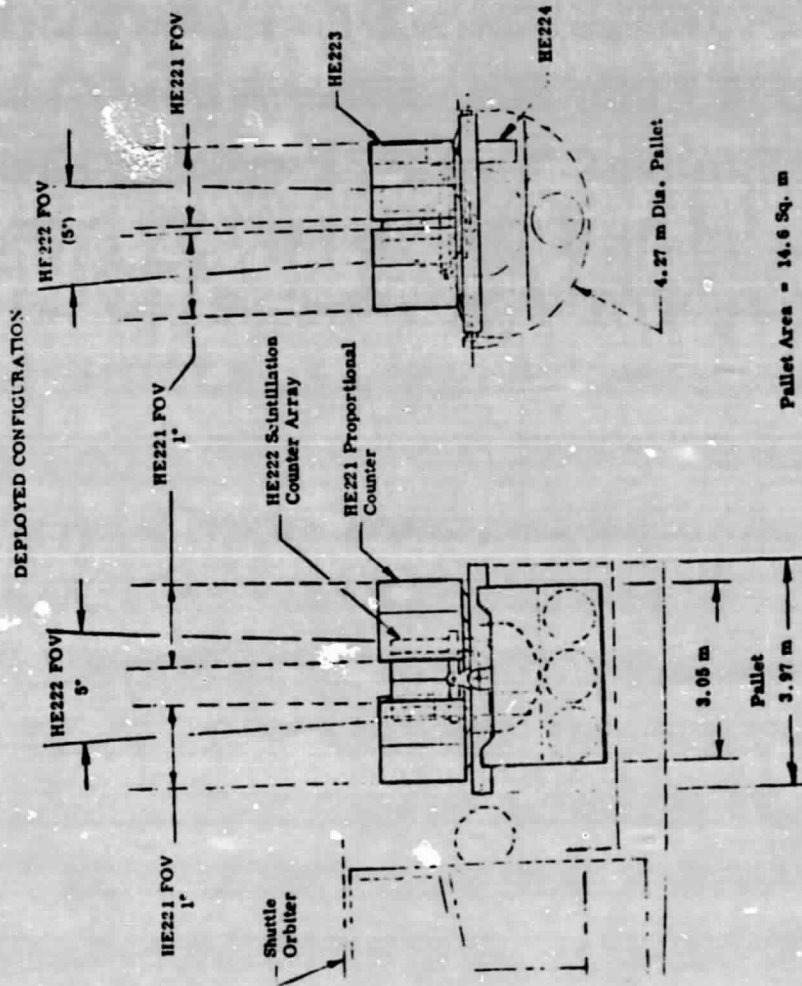 DEPLOYED CONFIGURATION
HE222 FOV
5°
HE221 FOV
1°
HE221 FOV
1°
Shuttle
Orbiter
HE222 Scintillation
Counter Array
HE221 Proportional
Counter
3.05 m
Pallet
3.97 m
HE222 FOV
(5°)
HE221 FOV
HE223
HE224
4.27 m Dia. Pallet
Pallet Area = 14.6 Sq. m